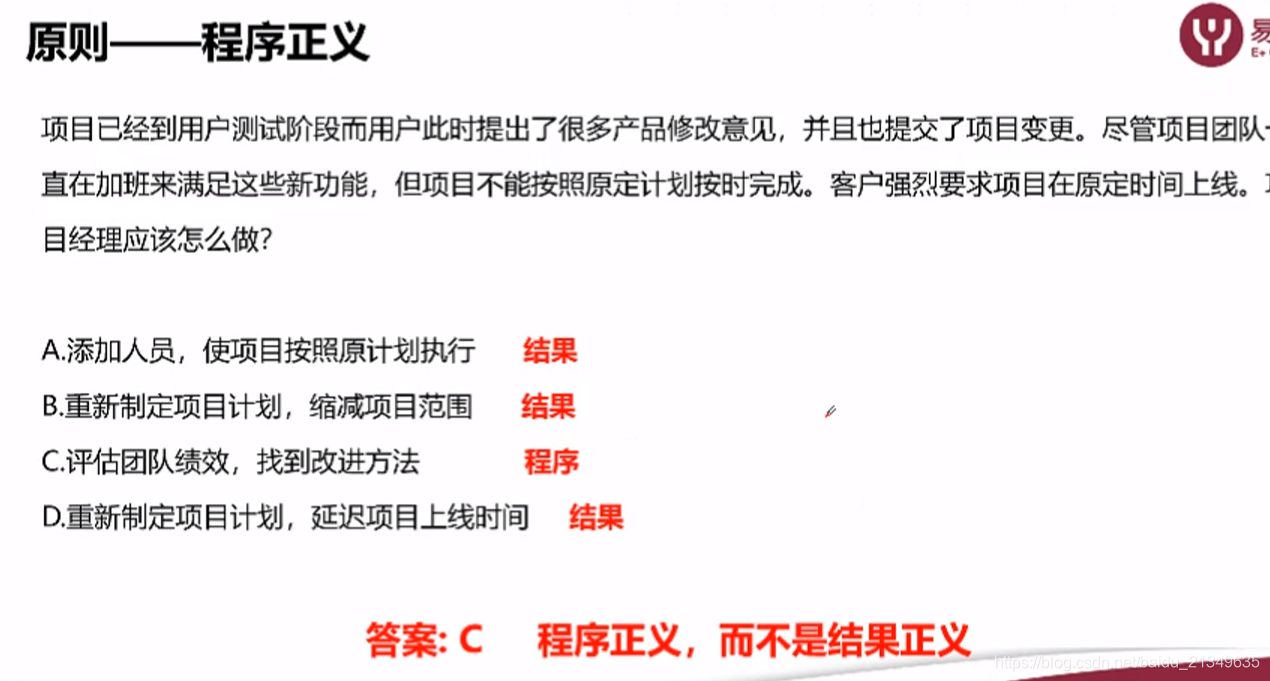 原则——程序正义
易
E+
项目已经到用户测试阶段而用户此时提出了很多产品修改意见，并且也提交了项目变更。尽管项目团队
直在加班来满足这些新功能，但项目不能按照原定计划按时完成。客户强烈要求项目在原定时间上线。
目经理应该怎么做？
A.添加人员，使项目按照原计划执行 结果
B.重新制定项目计划，缩减项目范围 结果
C.评估团队绩效，找到改进方法 程序
D.重新制定项目计划，延迟项目上线时间 结果
答案: C 程序正义，而不是结果正义
https://blog.csdn.net/baidu_21349635